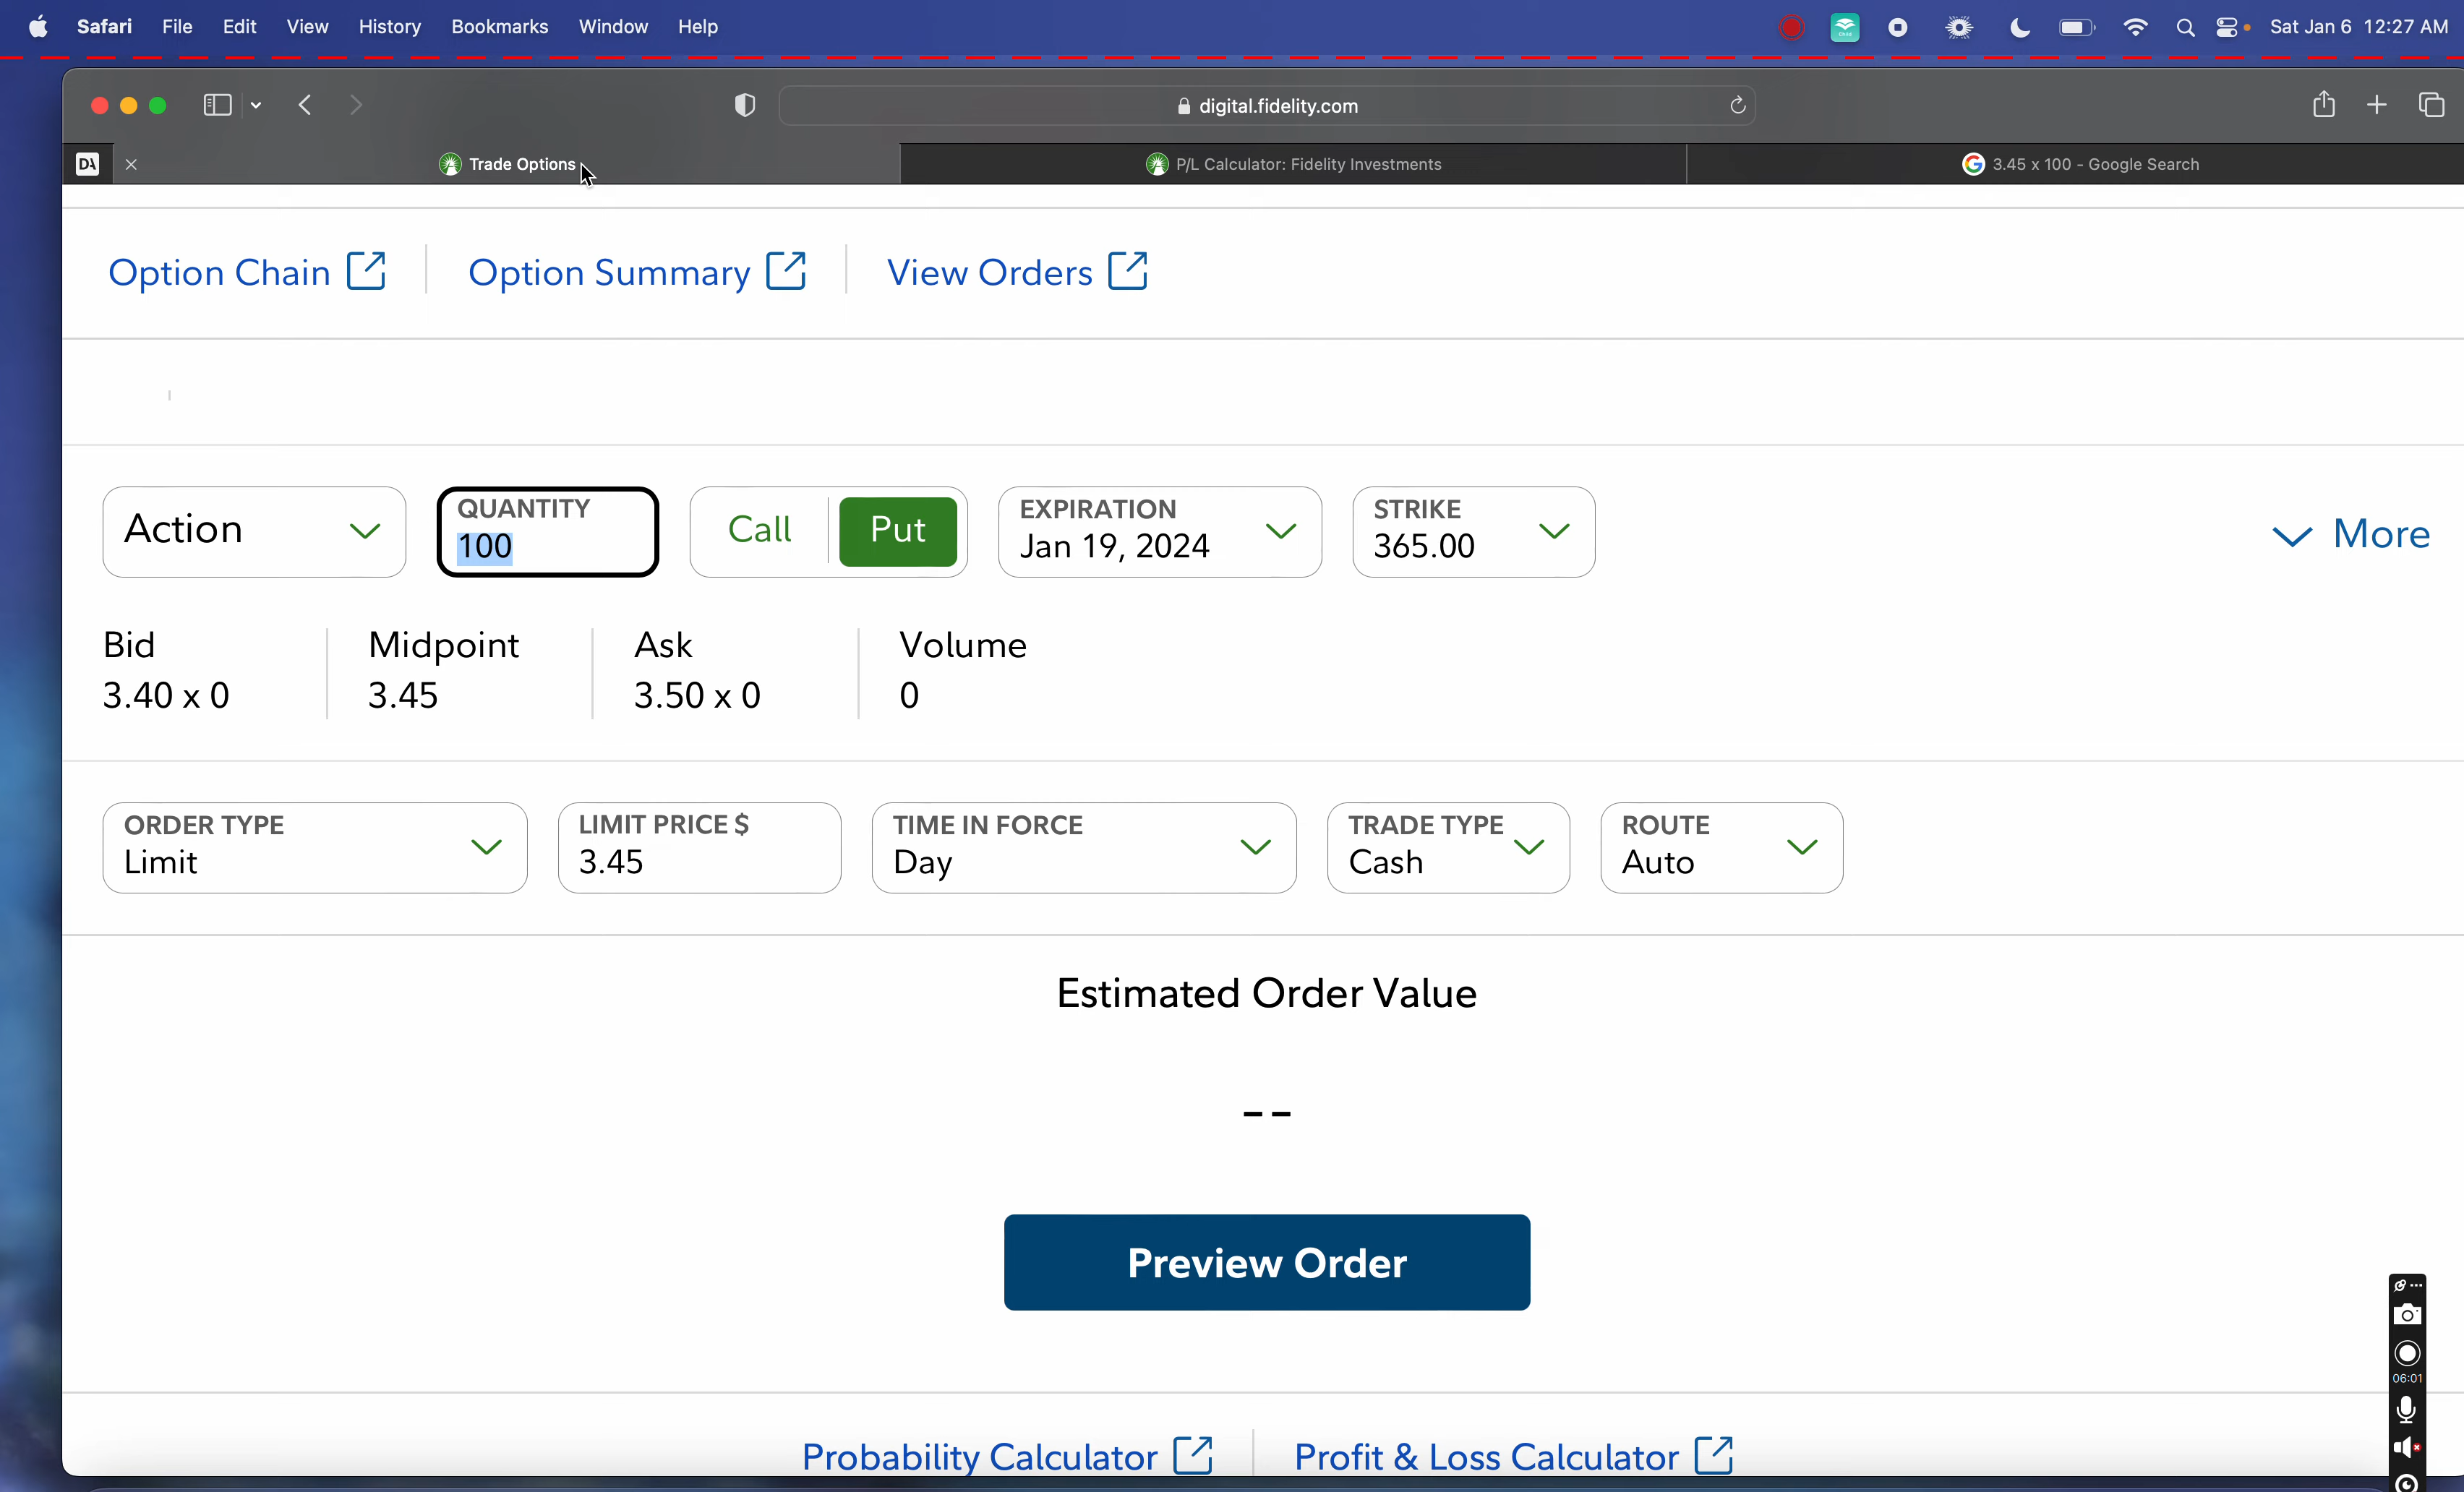 Safari File Edit View History Bookmarks Window Help Sat Jan 6 12:27 AM
digital.fidelity.com
DA Trade Options P/L Calculator: Fidelity Investments G 3.45 x 100 - Google Search
Option Chain Option Summary View Orders
Action QUANTITY 100 Call Put EXPIRATION Jan 19, 2024 STRIKE 365.00 More
Bid Midpoint Ask Volume
3.40 x 0 3.45 3.50 x 0 0
ORDER TYPE LIMIT PRICE $ TIME IN FORCE TRADE TYPE ROUTE
Limit 3.45 Day Cash Auto
Estimated Order Value
--
Preview Order
06:01
Probability Calculator Profit & Loss Calculator